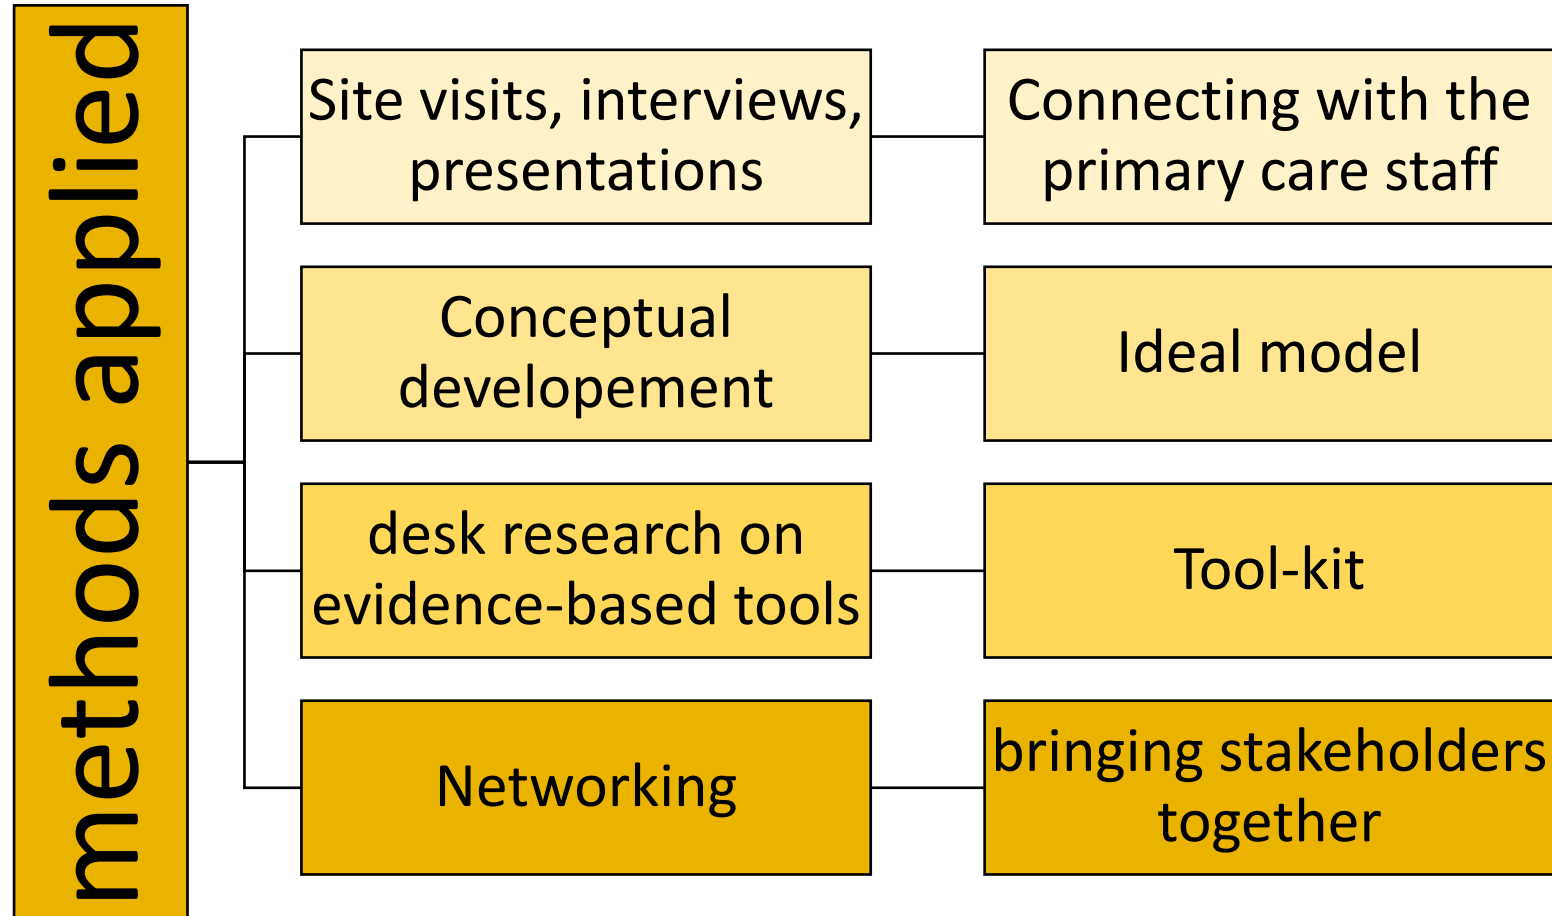 methods applied
Site visits, interviews,
presentations
Connecting with the
primary care staff
Conceptual
developement
Ideal model
desk research on
evidence-based tools
Tool-kit
Networking
bringing stakeholders
together